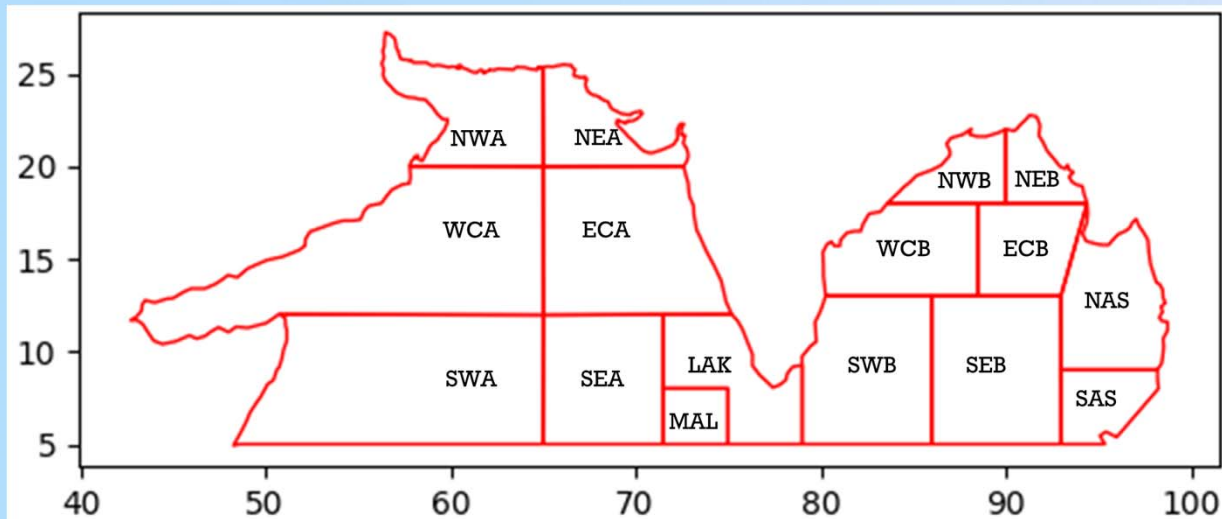 25
NWA NEA
20
NWB NEB
WCA ECA
WCB ECB
15
NAS
10
SWA SEA LAK SWB SEB
SAS
MAL
5
40 50 60 70 80 90 100